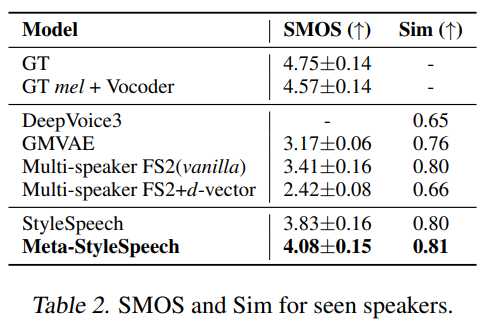 Model SMOS (↑) Sim (↑)
GT 4.75±0.14 -
GT mel + Vocoder 4.57±0.14 -
DeepVoice3 - 0.65
GMVAE 3.17±0.06 0.76
Multi-speaker FS2(vanilla) 3.41±0.16 0.80
Multi-speaker FS2+d-vector 2.42±0.08 0.66
StyleSpeech 3.83±0.16 0.80
Meta-StyleSpeech 4.08±0.15 0.81
Table 2. SMOS and Sim for seen speakers.